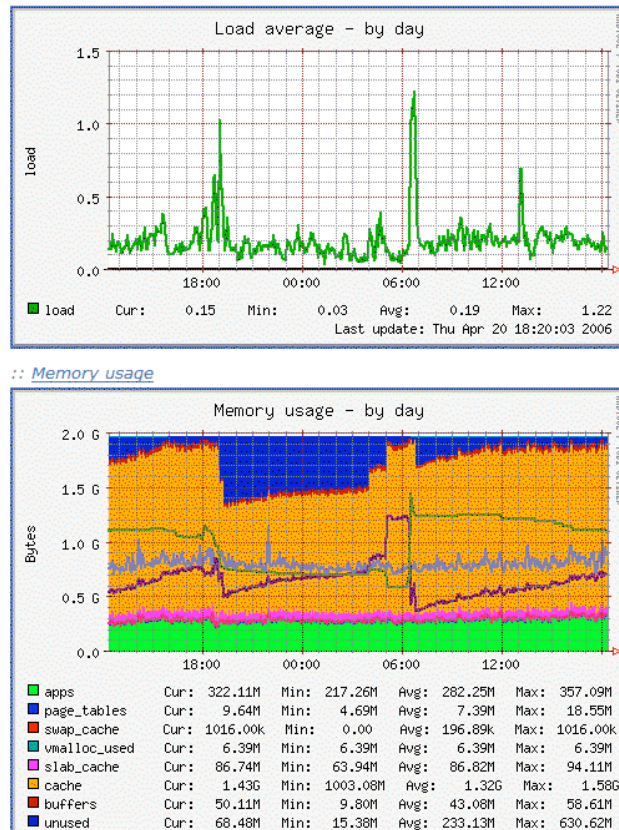 Load average - by day
1.5
1.0
0.5
0.0
load
18:00 00:00 06:00 12:00
load Cur: 0.15 Min: 0.03 Avg: 0.19 Max: 1.22
Last update: Thu Apr 20 18:20:03 2006
:: Memory usage
Memory usage - by day
2.0 G
1.5 G
1.0 G
0.5 G
0.0
Bytes
18:00 00:00 06:00 12:00
apps Cur: 322.11M Min: 217.26M Avg: 282.25M Max: 357.09M
page_tables Cur: 9.64M Min: 4.69M Avg: 7.39M Max: 18.55M
swap_cache Cur: 1016.00k Min: 0.00 Avg: 196.89k Max: 1016.00k
vmalloc_used Cur: 6.39M Min: 6.39M Avg: 6.39M Max: 6.39M
slab_cache Cur: 86.74M Min: 63.94M Avg: 86.82M Max: 94.11M
cache Cur: 1.43G Min: 1003.08M Avg: 1.32G Max: 1.58G
buffers Cur: 50.11M Min: 9.80M Avg: 43.08M Max: 58.61M
unused Cur: 68.48M Min: 15.38M Avg: 233.13M Max: 630.62M